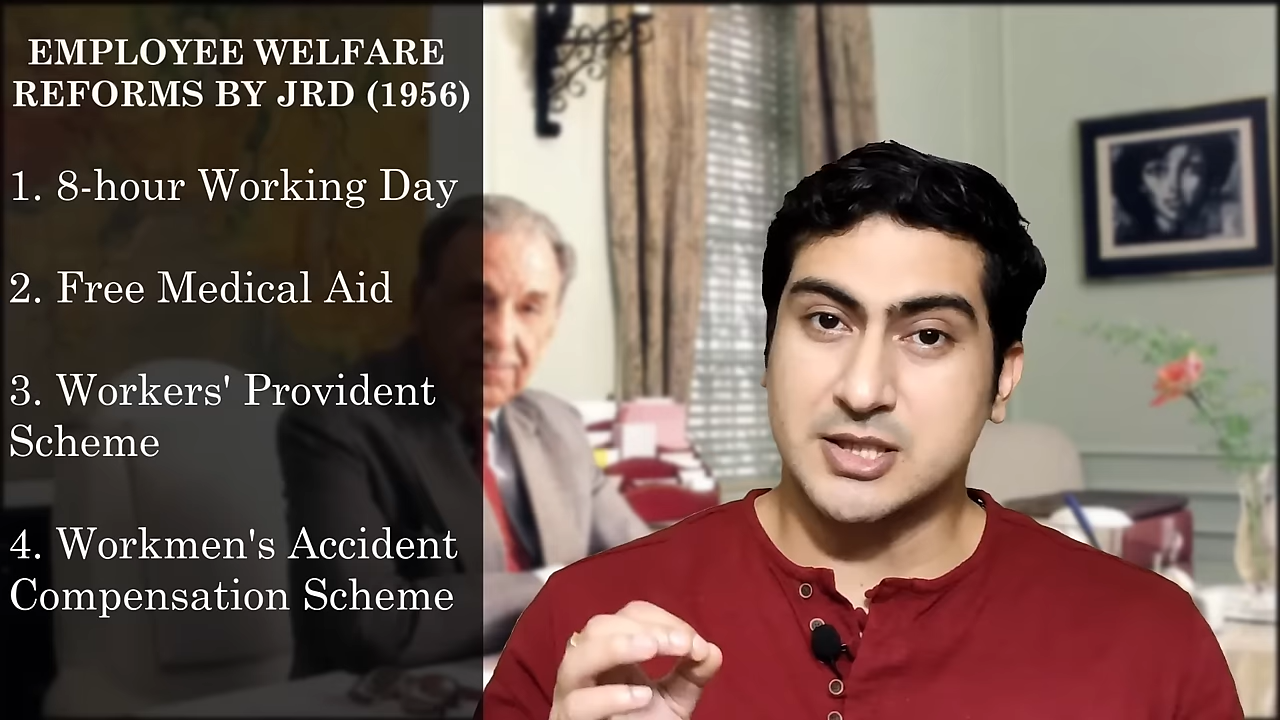 EMPLOYEE WELFARE
REFORMS BY JRD (1956)
1. 8-hour Working Day
2. Free Medical Aid
3. Workers' Provident
Scheme
4. Workmen's Accident
Compensation Scheme